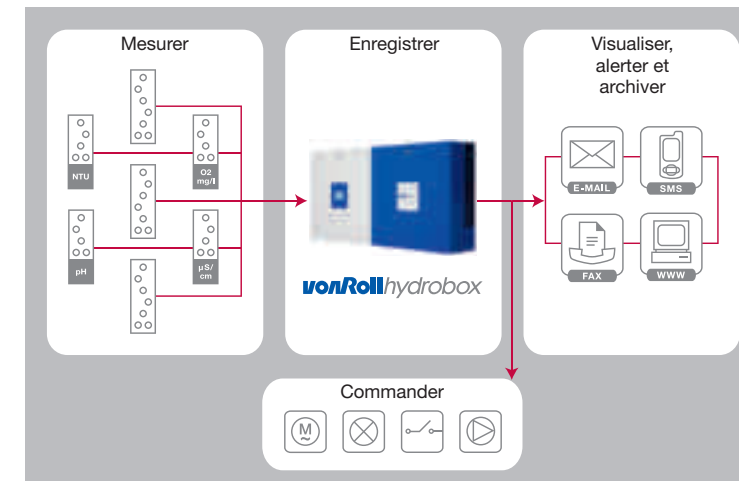 Mesurer
NTU
O2
mg/l
pH
µS/
cm
Enregistrer
vonRoll hydrobox
Visualiser,
alerter et
archiver
E-MAIL
SMS
FAX
WWW
Commander
M
~